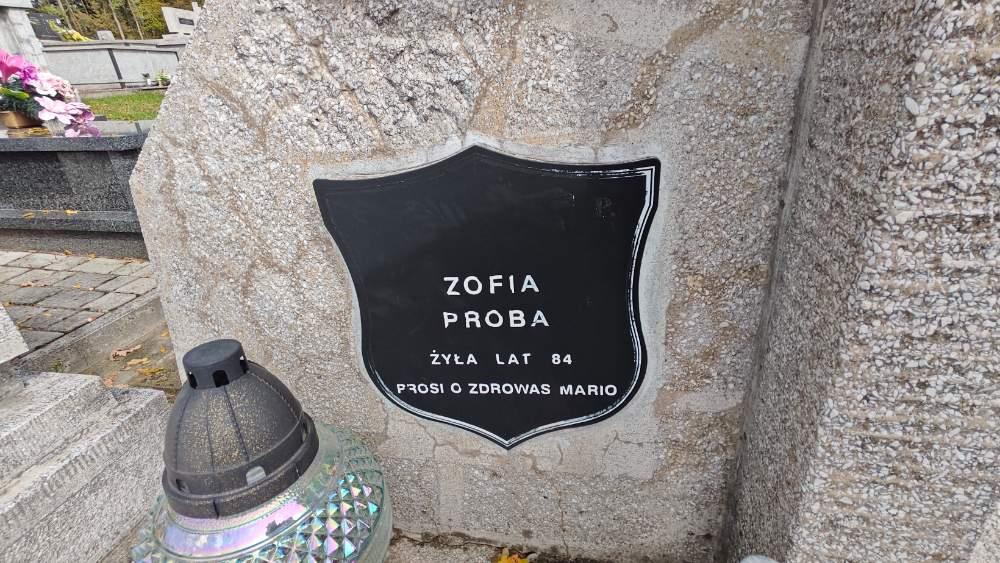 ZOFIA
PROBA
ŻYŁA LAT 84
PROSI O ZDROWAS MARIO